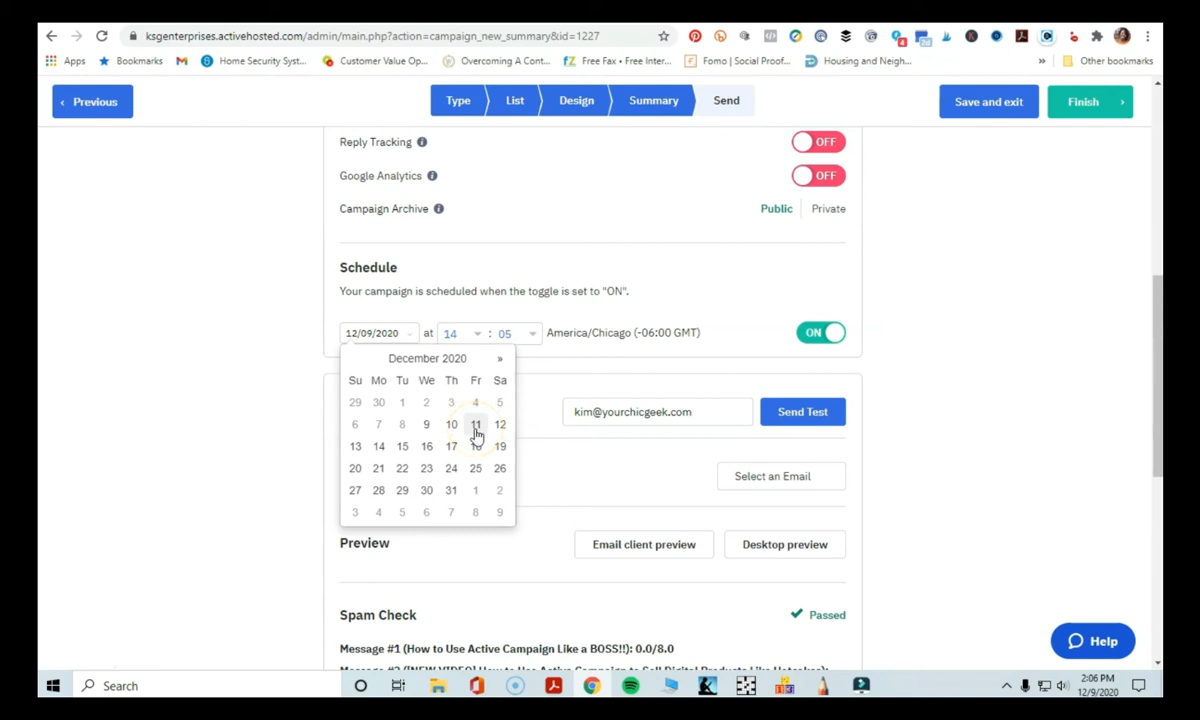 ksgenterprises.activehosted.com/admin/main.php?action=campaign_new_summary&id=1227
Apps Bookmarks Home Security Syst... Customer Value Op... Overcoming A Cont... Free Fax • Free Inter... Fomo | Social Proof... Housing and Neigh... » Other bookmarks
‹ Previous Type List Design Summary Send Save and exit Finish ›
Reply Tracking OFF
Google Analytics OFF
Campaign Archive Public Private
Schedule
Your campaign is scheduled when the toggle is set to "ON".
12/09/2020 at 14 : 05 America/Chicago (-06:00 GMT) ON
December 2020 »
Su Mo Tu We Th Fr Sa
29 30 1 2 3 4 5
6 7 8 9 10 11 12
13 14 15 16 17 18 19
20 21 22 23 24 25 26
27 28 29 30 31 1 2
3 4 5 6 7 8 9
kim@yourchicgeek.com Send Test
Select an Email
Preview Email client preview Desktop preview
Spam Check Passed
Message #1 (How to Use Active Campaign Like a BOSS!!): 0.0/8.0
Help
Search
2:06 PM
12/9/2020